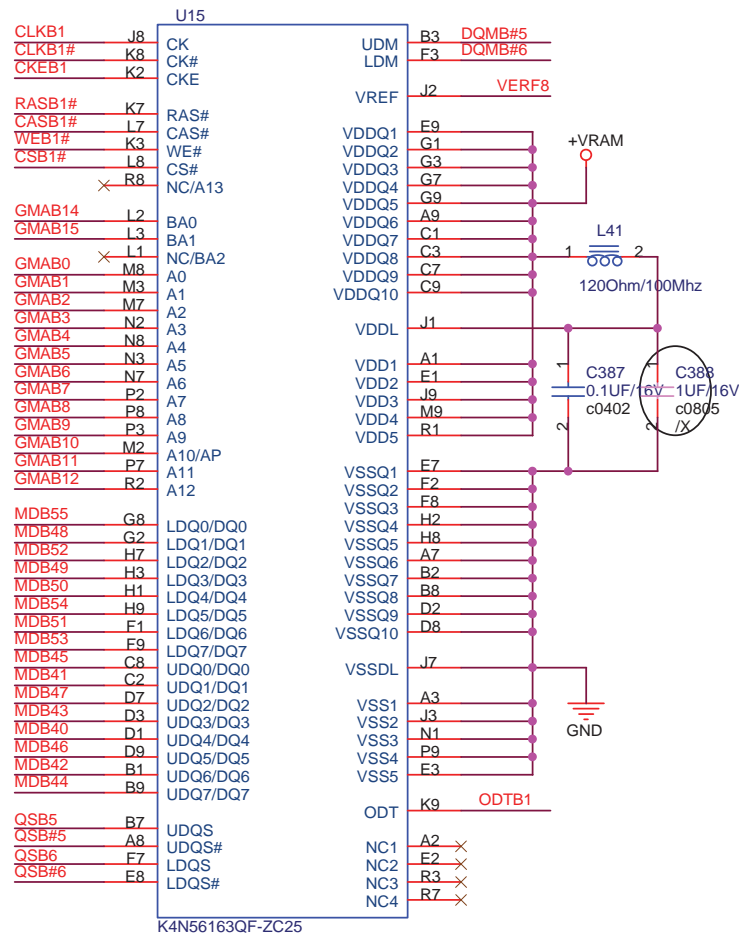 U15
CLKB1 J8 CK
CLKB1# K8 CK#
CKEB1 K2 CKE
RASB1# K7 RAS#
CASB1# L7 CAS#
WEB1# K3 WE#
CSB1# L8 CS#
R8 NC/A13
GMAB14 L2 BA0
GMAB15 L3 BA1
L1 NC/BA2
GMAB0 M8 A0
GMAB1 M3 A1
GMAB2 M7 A2
GMAB3 N2 A3
GMAB4 N8 A4
GMAB5 N3 A5
GMAB6 N7 A6
GMAB7 P2 A7
GMAB8 P8 A8
GMAB9 P3 A9
GMAB10 M2 A10/AP
GMAB11 P7 A11
GMAB12 R2 A12
MDB55 G8 LDQ0/DQ0
MDB48 G2 LDQ1/DQ1
MDB52 H7 LDQ2/DQ2
MDB49 H3 LDQ3/DQ3
MDB50 H1 LDQ4/DQ4
MDB54 H9 LDQ5/DQ5
MDB51 F1 LDQ6/DQ6
MDB53 F9 LDQ7/DQ7
MDB45 C8 UDQ0/DQ0
MDB41 C2 UDQ1/DQ1
MDB47 D7 UDQ2/DQ2
MDB43 D3 UDQ3/DQ3
MDB40 D1 UDQ4/DQ4
MDB46 D9 UDQ5/DQ5
MDB42 B1 UDQ6/DQ6
MDB44 B9 UDQ7/DQ7
QSB5 B7 UDQS
QSB#5 A8 UDQS#
QSB6 F7 LDQS
QSB#6 E8 LDQS#
UDM B3 DQMB#5
LDM F3 DQMB#6
VREF J2 VERF8
VDDQ1 E9
VDDQ2 G1
VDDQ3 G3
VDDQ4 G7
VDDQ5 G9
VDDQ6 A9
VDDQ7 C1
VDDQ8 C3
VDDQ9 C7
VDDQ10 C9
VDDL J1
VDD1 A1
VDD2 E1
VDD3 J9
VDD4 M9
VDD5 R1
VSSQ1 E7
VSSQ2 F2
VSSQ3 F8
VSSQ4 H2
VSSQ5 H8
VSSQ6 A7
VSSQ7 B2
VSSQ8 B8
VSSQ9 D2
VSSQ10 D8
VSSDL J7
VSS1 A3
VSS2 J3
VSS3 N1
VSS4 P9
VSS5 E3
ODT K9 ODTB1
NC1 A2
NC2 E2
NC3 R3
NC4 R7
+VRAM
L41
1 2
120Ohm/100Mhz
1
C387
0.1UF/16V
c0402
2
1
C388
1UF/16V
c0805
/X
2
GND
K4N56163QF-ZC25